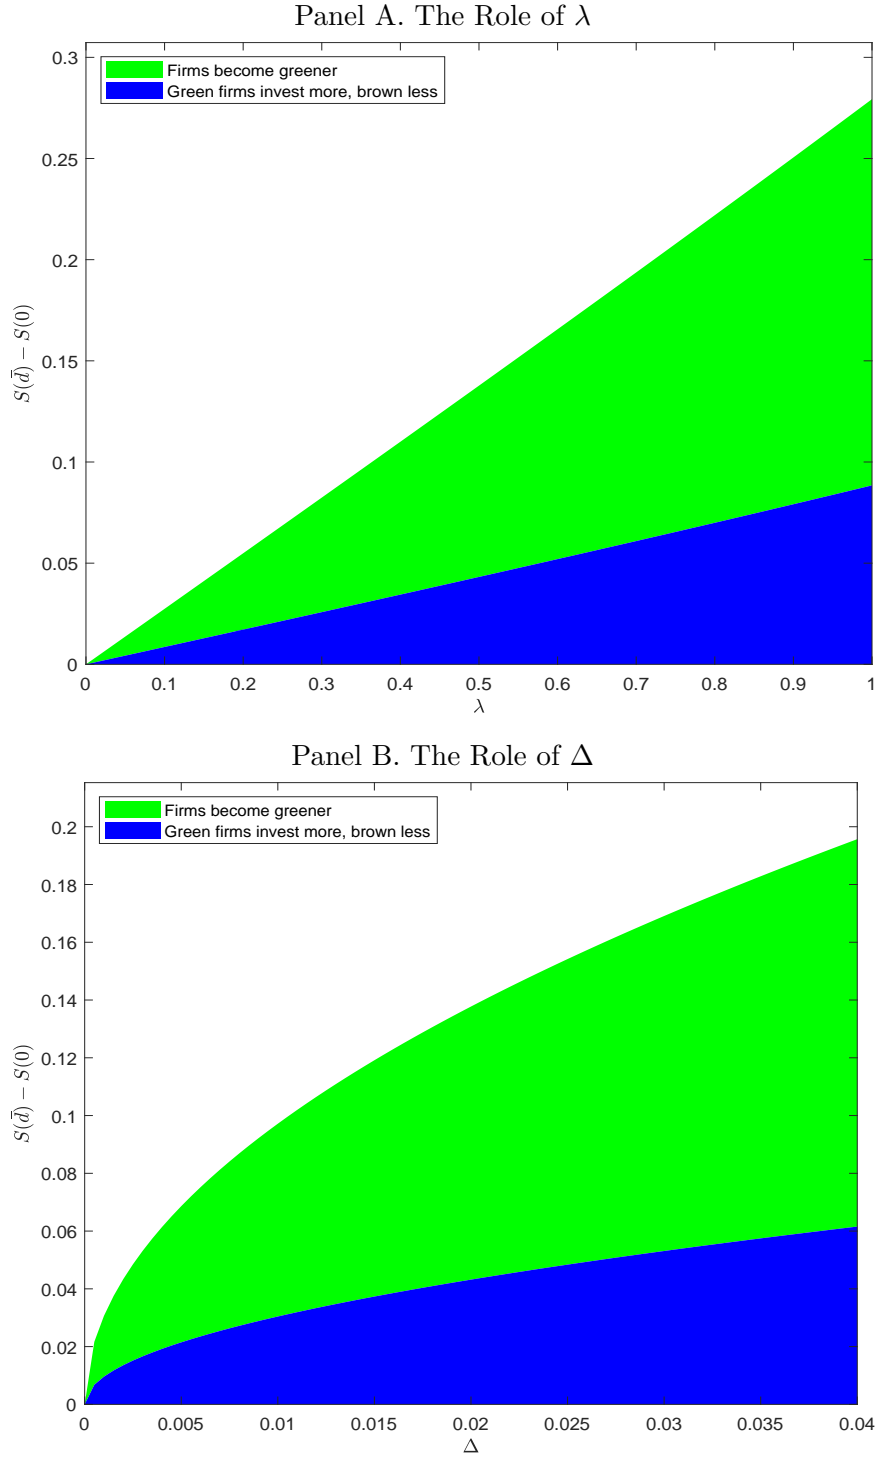 Panel A. The Role of λ
0.3
0.25
0.2
0.15
0.1
0.05
0
S(d̄) − S(0)
Firms become greener
Green firms invest more, brown less
0 0.1 0.2 0.3 0.4 0.5 0.6 0.7 0.8 0.9 1
λ
Panel B. The Role of Δ
0.2
0.18
0.16
0.14
0.12
0.1
0.08
0.06
0.04
0.02
0
S(d̄) − S(0)
Firms become greener
Green firms invest more, brown less
0 0.005 0.01 0.015 0.02 0.025 0.03 0.035 0.04
Δ